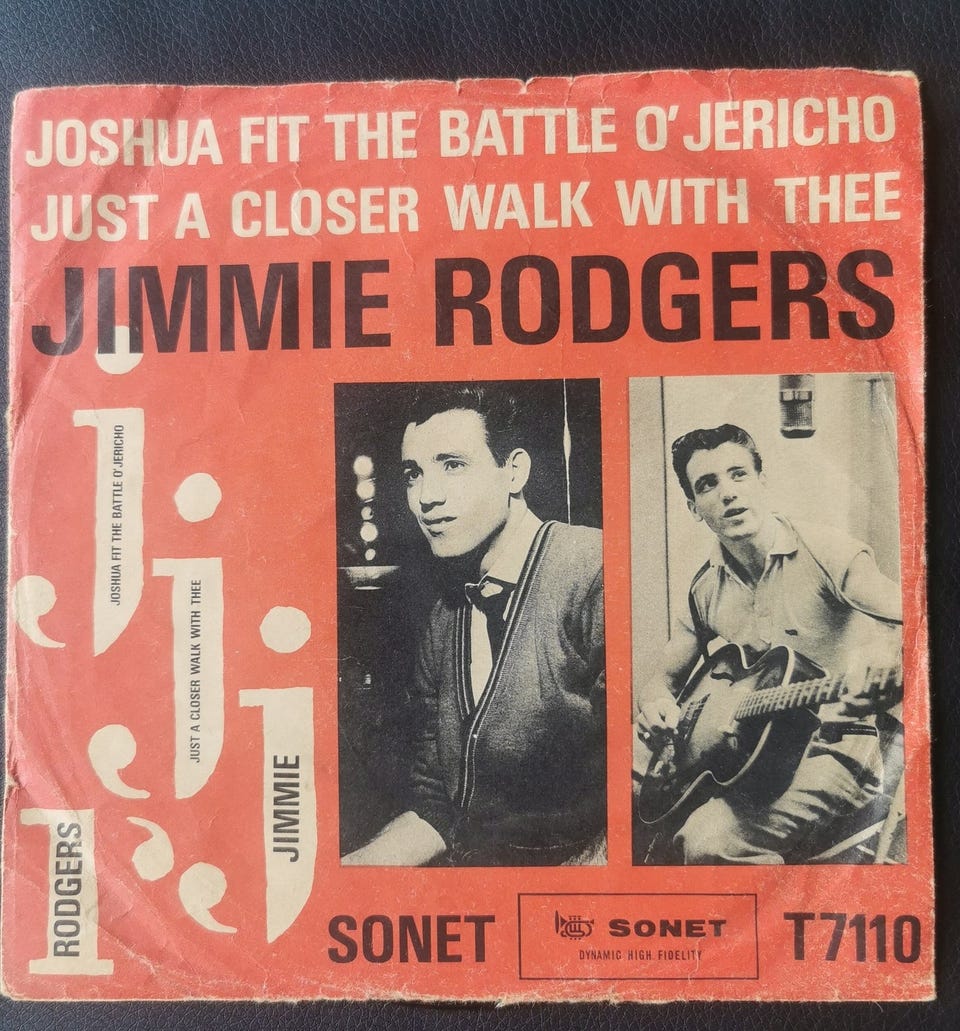 JOSHUA FIT THE BATTLE O'JERICHO
JUST A CLOSER WALK WITH THEE
JIMMIE RODGERS
j
JOSHUA FIT THE BATTLE O'JERICHO
j
JUST A CLOSER WALK WITH THEE
j
JIMMIE
r
RODGERS
SONET
SONET
DYNAMIC HIGH FIDELITY
T7110